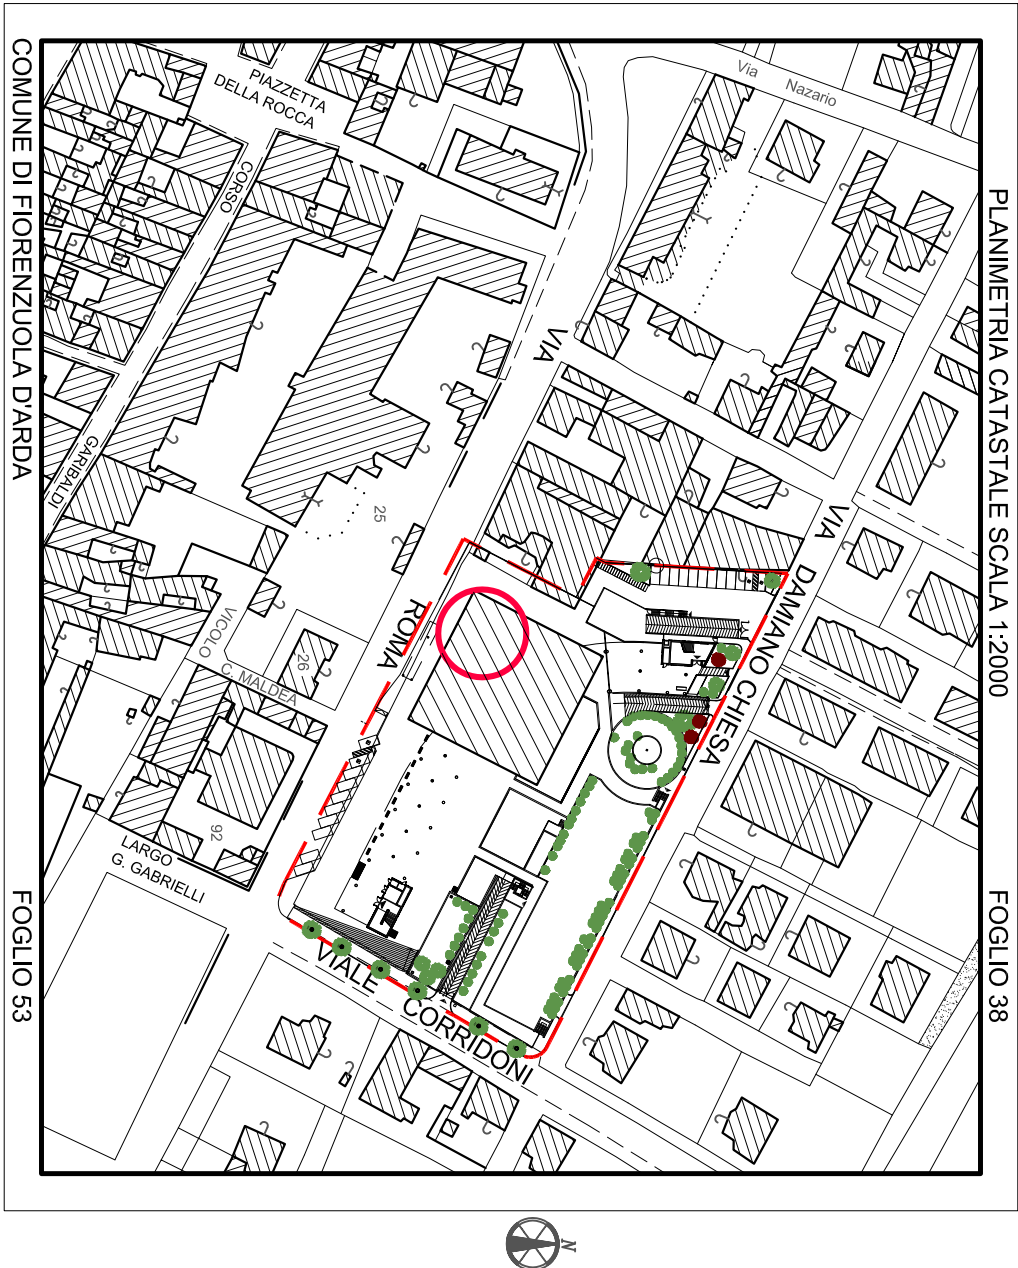 PLANIMETRIA CATASTALE SCALA 1:2000
FOGLIO 38
Via Nazario
PIAZZETTA
DELLA ROCCA
CORSO
GARIBALDI
VIA
ROMA
VIA
DAMIANO CHIESA
25
VICOLO
C. MALDEA
26
92
LARGO
G. GABRIELLI
VIALE CORRIDONI
COMUNE DI FIORENZUOLA D'ARDA
FOGLIO 53
N